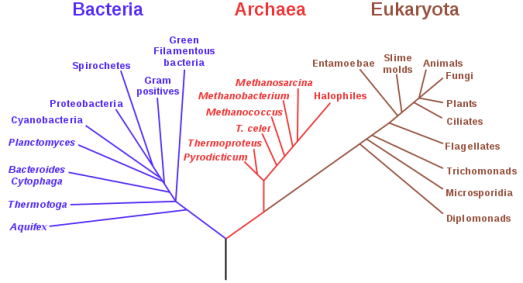 Bacteria
Archaea
Eukaryota
Green
Filamentous
bacteria
Spirochetes
Gram
positives
Proteobacteria
Cyanobacteria
Planctomyces
Bacteroides
Cytophaga
Thermotoga
Aquifex
Methanosarcina
Methanobacterium
Halophiles
Methanococcus
T. celer
Thermoproteus
Pyrodicticum
Entamoebae
Slime
molds
Animals
Fungi
Plants
Ciliates
Flagellates
Trichomonads
Microsporidia
Diplomonads